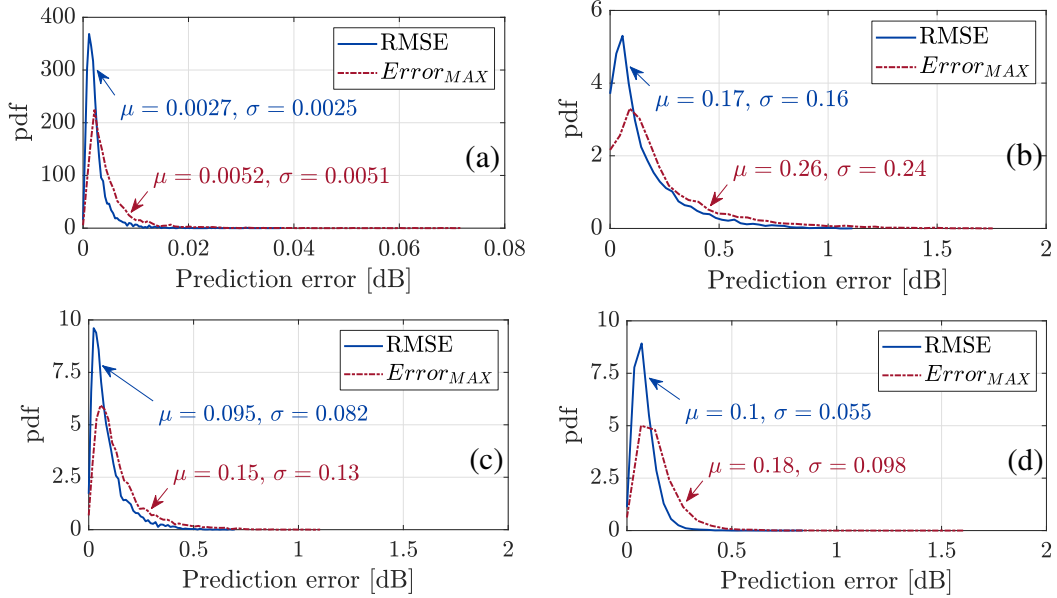 400
300
200
100
0
pdf
RMSE
Error_MAX
μ = 0.0027, σ = 0.0025
μ = 0.0052, σ = 0.0051
(a)
0 0.02 0.04 0.06 0.08
Prediction error [dB]
6
4
2
0
pdf
RMSE
Error_MAX
μ = 0.17, σ = 0.16
μ = 0.26, σ = 0.24
(b)
0 0.5 1 1.5 2
Prediction error [dB]
10
7.5
5
2.5
0
pdf
RMSE
Error_MAX
μ = 0.095, σ = 0.082
μ = 0.15, σ = 0.13
(c)
0 0.5 1 1.5 2
Prediction error [dB]
10
7.5
5
2.5
0
pdf
RMSE
Error_MAX
μ = 0.1, σ = 0.055
μ = 0.18, σ = 0.098
(d)
0 0.5 1 1.5 2
Prediction error [dB]